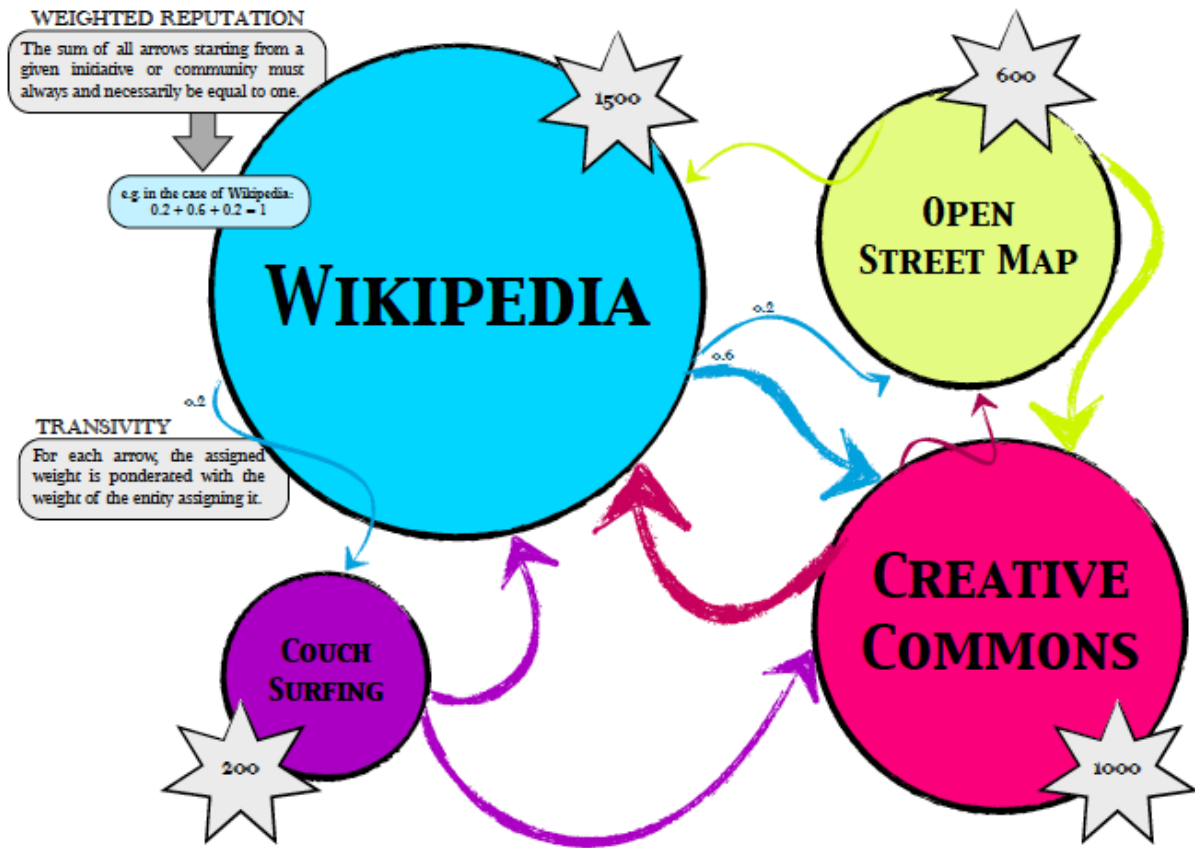 WEIGHTED REPUTATION
The sum of all arrows starting from a
given initiative or community must
always and necessarily be equal to one.
e.g. in the case of Wikipedia:
0.2 + 0.6 + 0.2 = 1
1500
600
WIKIPEDIA
OPEN
STREET MAP
0.2
0.6
0.2
TRANSIVITY
For each arrow, the assigned
weight is ponderated with the
weight of the entity assigning it.
COUCH
SURFING
200
CREATIVE
COMMONS
1000